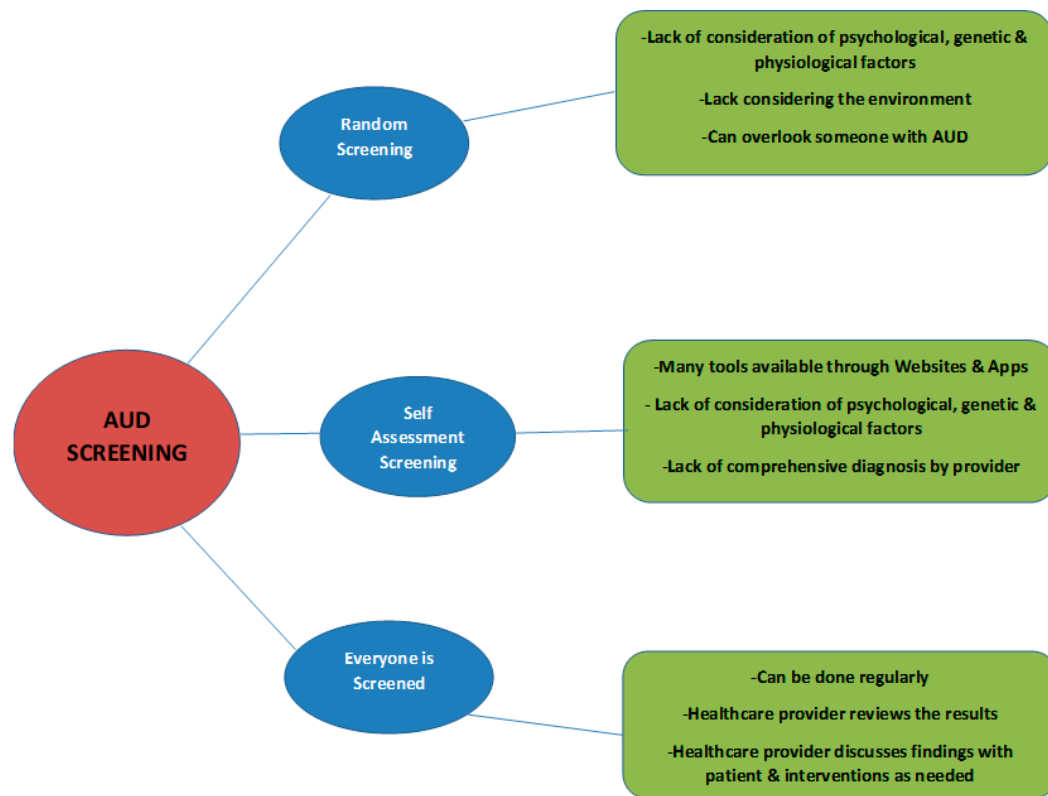 AUD
SCREENING
Random
Screening
-Lack of consideration of psychological, genetic &
physiological factors
-Lack considering the environment
-Can overlook someone with AUD
Self
Assessment
Screening
-Many tools available through Websites & Apps
- Lack of consideration of psychological, genetic &
physiological factors
-Lack of comprehensive diagnosis by provider
Everyone is
Screened
-Can be done regularly
-Healthcare provider reviews the results
-Healthcare provider discusses findings with
patient & interventions as needed